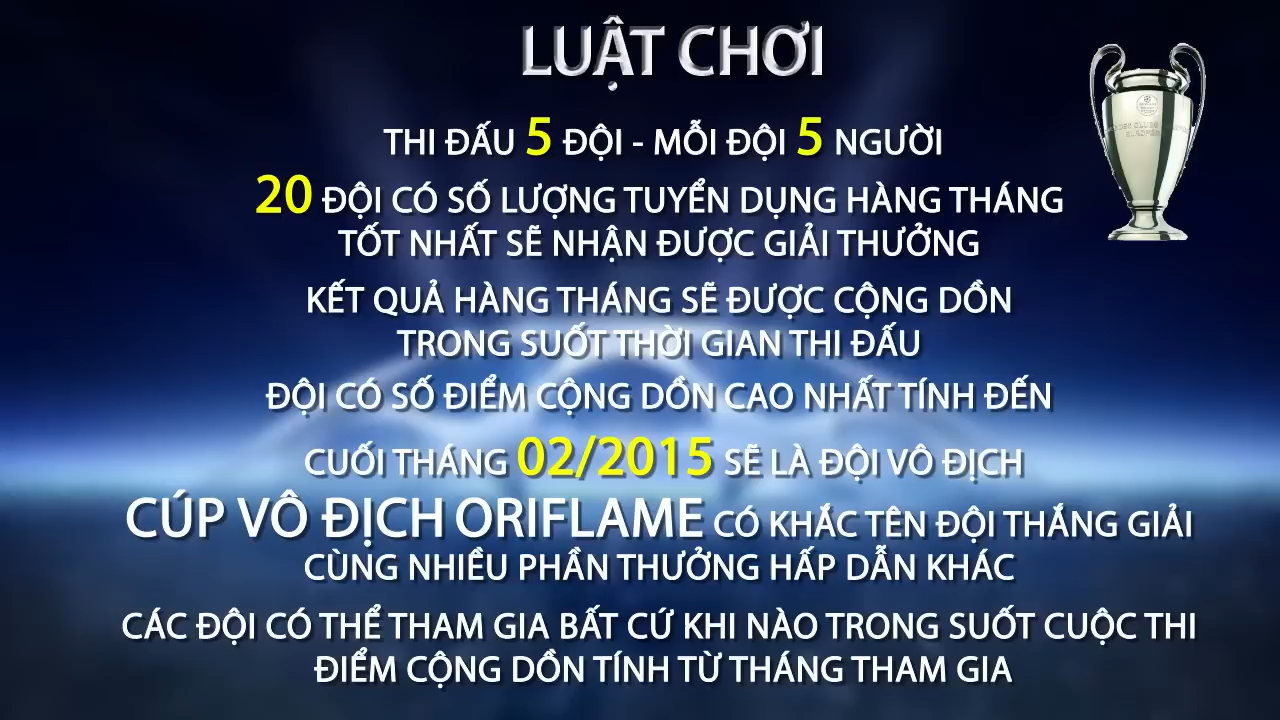 LUẬT CHƠI
THI ĐẤU 5 ĐỘI - MỖI ĐỘI 5 NGƯỜI
20 ĐỘI CÓ SỐ LƯỢNG TUYỂN DỤNG HÀNG THÁNG
TỐT NHẤT SẼ NHẬN ĐƯỢC GIẢI THƯỞNG
KẾT QUẢ HÀNG THÁNG SẼ ĐƯỢC CỘNG DỒN
TRONG SUỐT THỜI GIAN THI ĐẤU
ĐỘI CÓ SỐ ĐIỂM CỘNG DỒN CAO NHẤT TÍNH ĐẾN
CUỐI THÁNG 02/2015 SẼ LÀ ĐỘI VÔ ĐỊCH
CÚP VÔ ĐỊCH ORIFLAME CÓ KHẮC TÊN ĐỘI THẮNG GIẢI
CÙNG NHIỀU PHẦN THƯỞNG HẤP DẪN KHÁC
CÁC ĐỘI CÓ THỂ THAM GIA BẤT CỨ KHI NÀO TRONG SUỐT CUỘC THI
ĐIỂM CỘNG DỒN TÍNH TỪ THÁNG THAM GIA